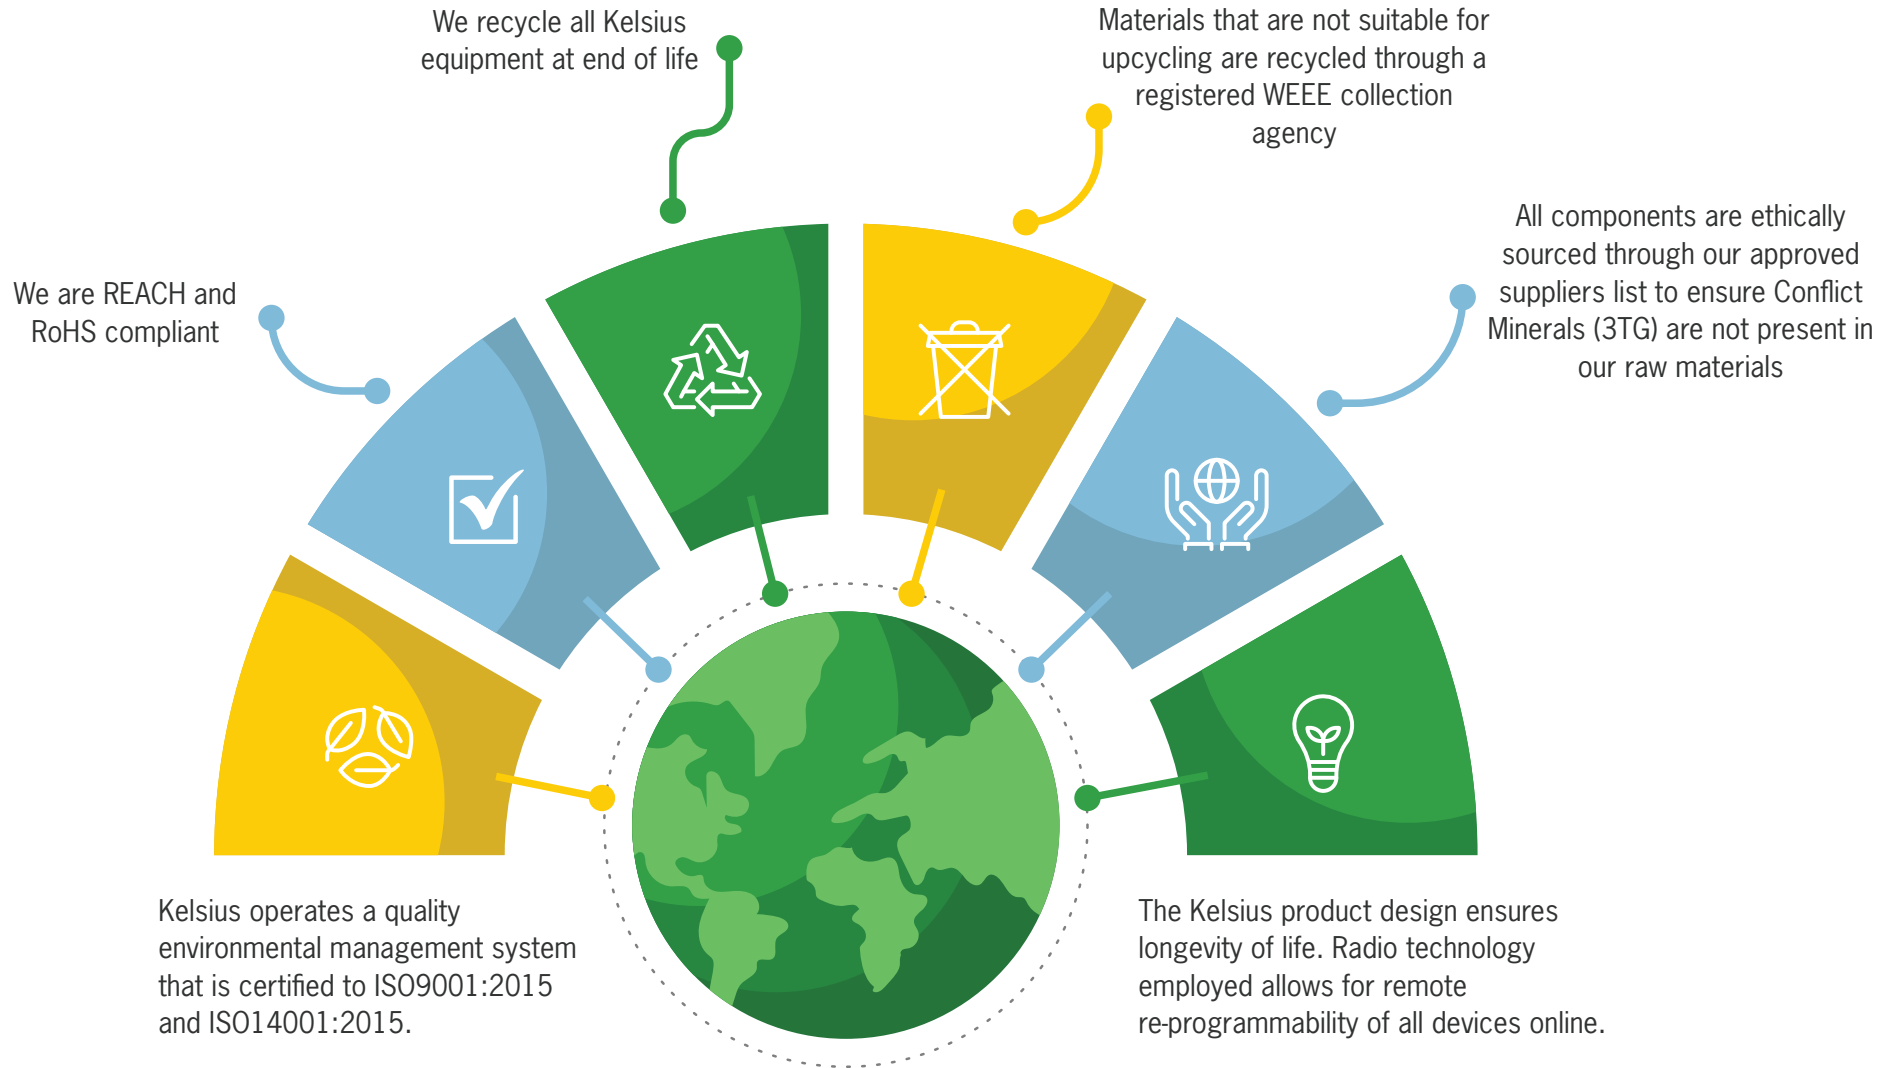 We recycle all Kelsius
equipment at end of life
Materials that are not suitable for
upcycling are recycled through a
registered WEEE collection
agency
We are REACH and
RoHS compliant
All components are ethically
sourced through our approved
suppliers list to ensure Conflict
Minerals (3TG) are not present in
our raw materials
Kelsius operates a quality
environmental management system
that is certified to ISO9001:2015
and ISO14001:2015.
The Kelsius product design ensures
longevity of life. Radio technology
employed allows for remote
re-programmability of all devices online.